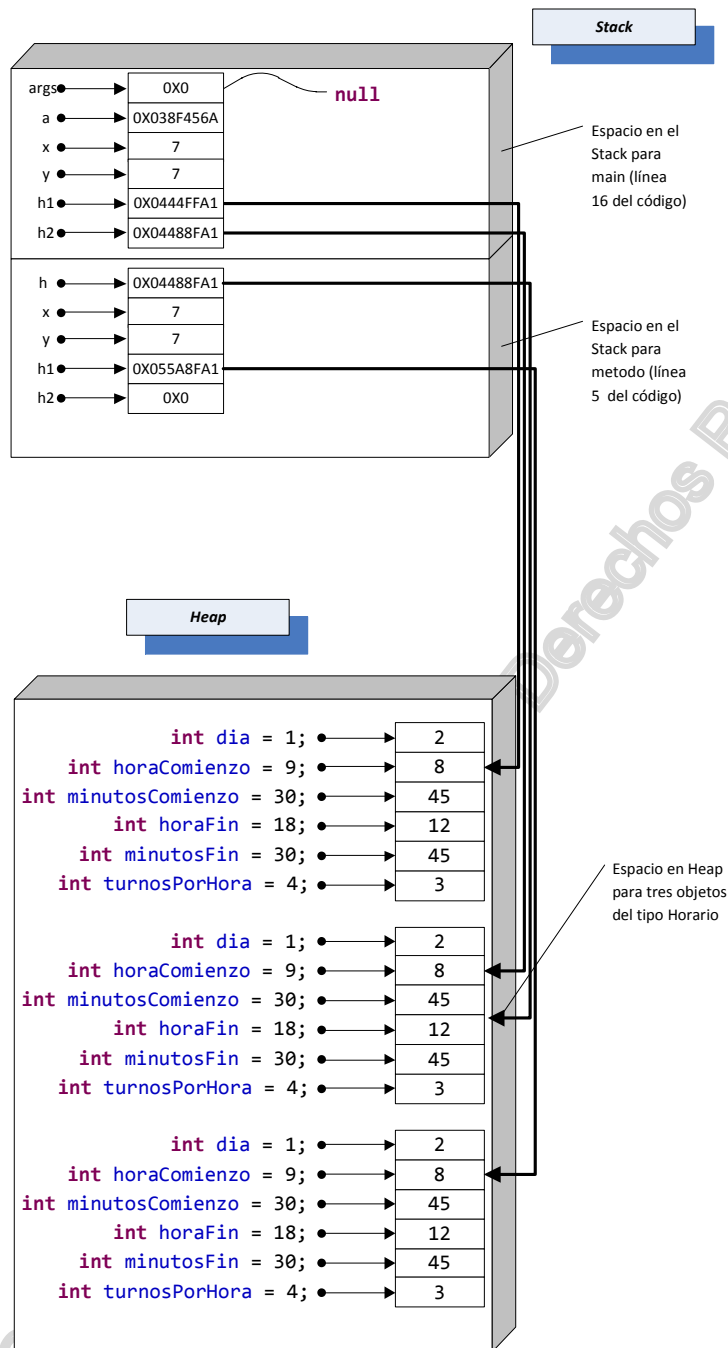 Stack
args
0X0
null
a
0X038F456A
x
7
y
7
h1
0X0444FFA1
h2
0X04488FA1
Espacio en el
Stack para
main (línea
16 del código)
h
0X04488FA1
x
7
y
7
h1
0X055A8FA1
h2
0X0
Espacio en el
Stack para
metodo (línea
5 del código)
Derechos
Heap
int dia = 1;
2
int horaComienzo = 9;
8
int minutosComienzo = 30;
45
int horaFin = 18;
12
int minutosFin = 30;
45
int turnosPorHora = 4;
3
Espacio en Heap
para tres objetos
del tipo Horario
int dia = 1;
2
int horaComienzo = 9;
8
int minutosComienzo = 30;
45
int horaFin = 18;
12
int minutosFin = 30;
45
int turnosPorHora = 4;
3
int dia = 1;
2
int horaComienzo = 9;
8
int minutosComienzo = 30;
45
int horaFin = 18;
12
int minutosFin = 30;
45
int turnosPorHora = 4;
3